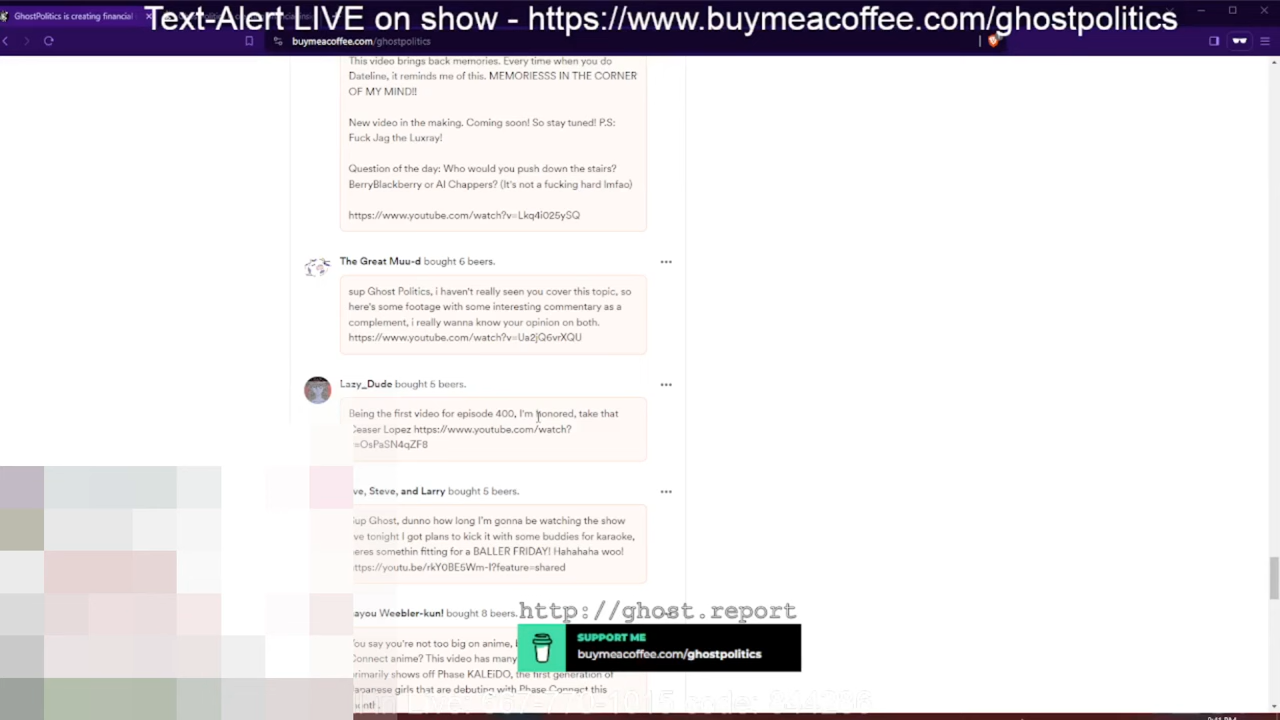 Text-Alert LIVE on show - https://www.buymeacoffee.com/ghostpolitics
GhostPolitics is creating financial
buymeacoffee.com/ghostpolitics
This video brings back memories. Every time when you do
Dateline, it reminds me of this. MEMORIESSS IN THE CORNER
OF MY MIND!!
New video in the making. Coming soon! So stay tuned! P.S:
Fuck Jag the Luxray!
Question of the day: Who would you push down the stairs?
BerryBlackberry or AI Chappers? (It's not a fucking hard lmfao)
https://www.youtube.com/watch?v=Lkq4i025ySQ
The Great Muu-d bought 6 beers.
sup Ghost Politics, i haven't really seen you cover this topic, so
here's some footage with some interesting commentary as a
complement, i really wanna know your opinion on both.
https://www.youtube.com/watch?v=Ua2jQ6vrXQU
Lazy_Dude bought 5 beers.
Being the first video for episode 400, I'm honored, take that
Ceaser Lopez https://www.youtube.com/watch?
v=OsPaSN4qZF8
ve, Steve, and Larry bought 5 beers.
Sup Ghost, dunno how long I'm gonna be watching the show
ve tonight I got plans to kick it with some buddies for karaoke,
heres somethin fitting for a BALLER FRIDAY! Hahahaha woo!
https://youtu.be/rkY0BE5Wm-I?feature=shared
ayou Weebler-kun! bought 8 beers.
http://ghost.report
You say you're not too big on anime,
SUPPORT ME
Connect anime? This video has many
buymeacoffee.com/ghostpolitics
primarily shows off Phase KALEiDO, the first generation of
Japanese girls that are debuting with Phase Connect this
month.